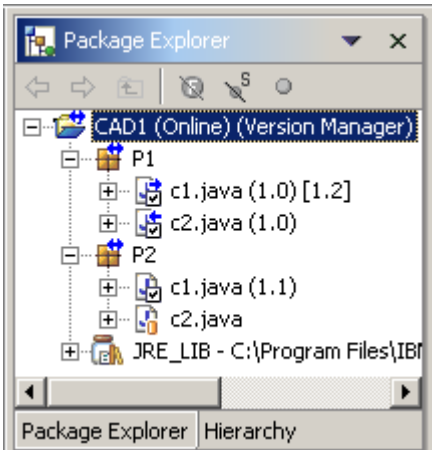 Package Explorer
S
CAD1 (Online) (Version Manager)
P1
c1.java (1.0) [1.2]
c2.java (1.0)
P2
c1.java (1.1)
c2.java
JRE_LIB - C:\Program Files\IBM
Package Explorer Hierarchy